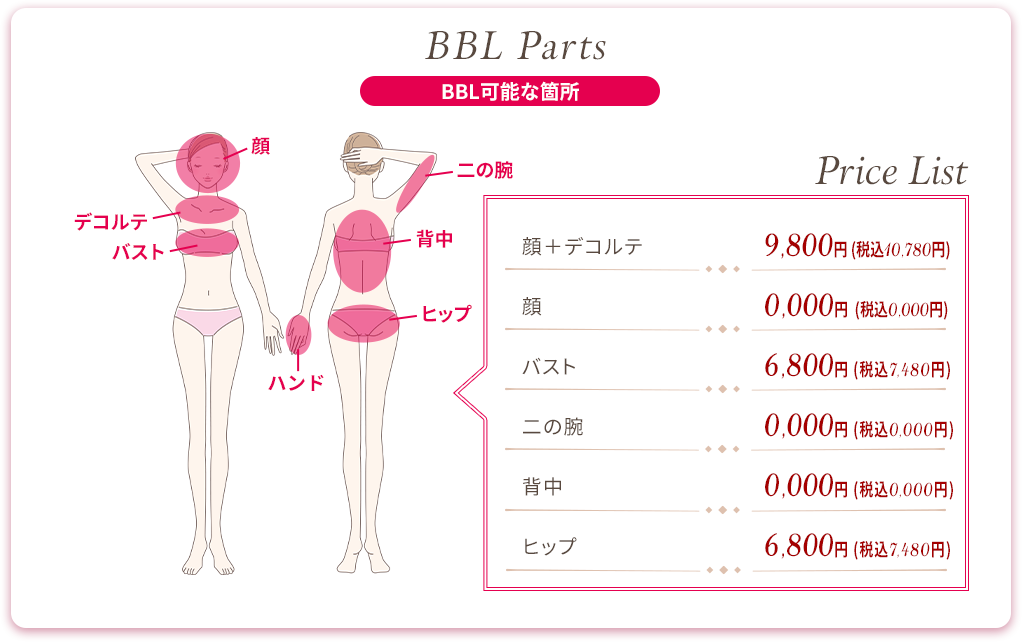 BBL Parts
BBL可能な箇所
顔
二の腕
デコルテ
バスト
背中
ヒップ
ハンド
Price List
顔＋デコルテ 9,800円 (税込10,780円)
顔 0,000円 (税込0,000円)
バスト 6,800円 (税込7,480円)
二の腕 0,000円 (税込0,000円)
背中 0,000円 (税込0,000円)
ヒップ 6,800円 (税込7,480円)